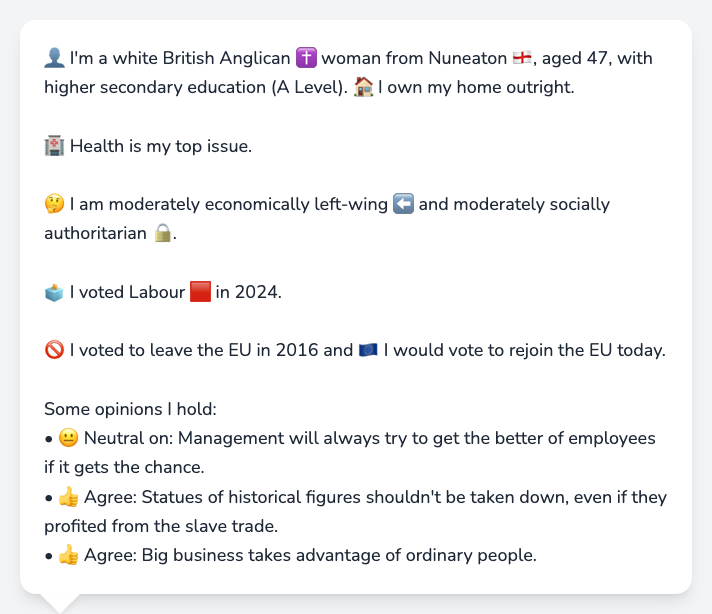 👤 I'm a white British Anglican ✝️ woman from Nuneaton 🏴󠁧󠁢󠁥󠁮󠁧󠁿, aged 47, with
higher secondary education (A Level). 🏠 I own my home outright.
🏥 Health is my top issue.
🤔 I am moderately economically left-wing ⬅️ and moderately socially
authoritarian 🔒.
🗳️ I voted Labour 🟥 in 2024.
🚫 I voted to leave the EU in 2016 and 🇪🇺 I would vote to rejoin the EU today.
Some opinions I hold:
• 😐 Neutral on: Management will always try to get the better of employees
if it gets the chance.
• 👍 Agree: Statues of historical figures shouldn't be taken down, even if they
profited from the slave trade.
• 👍 Agree: Big business takes advantage of ordinary people.